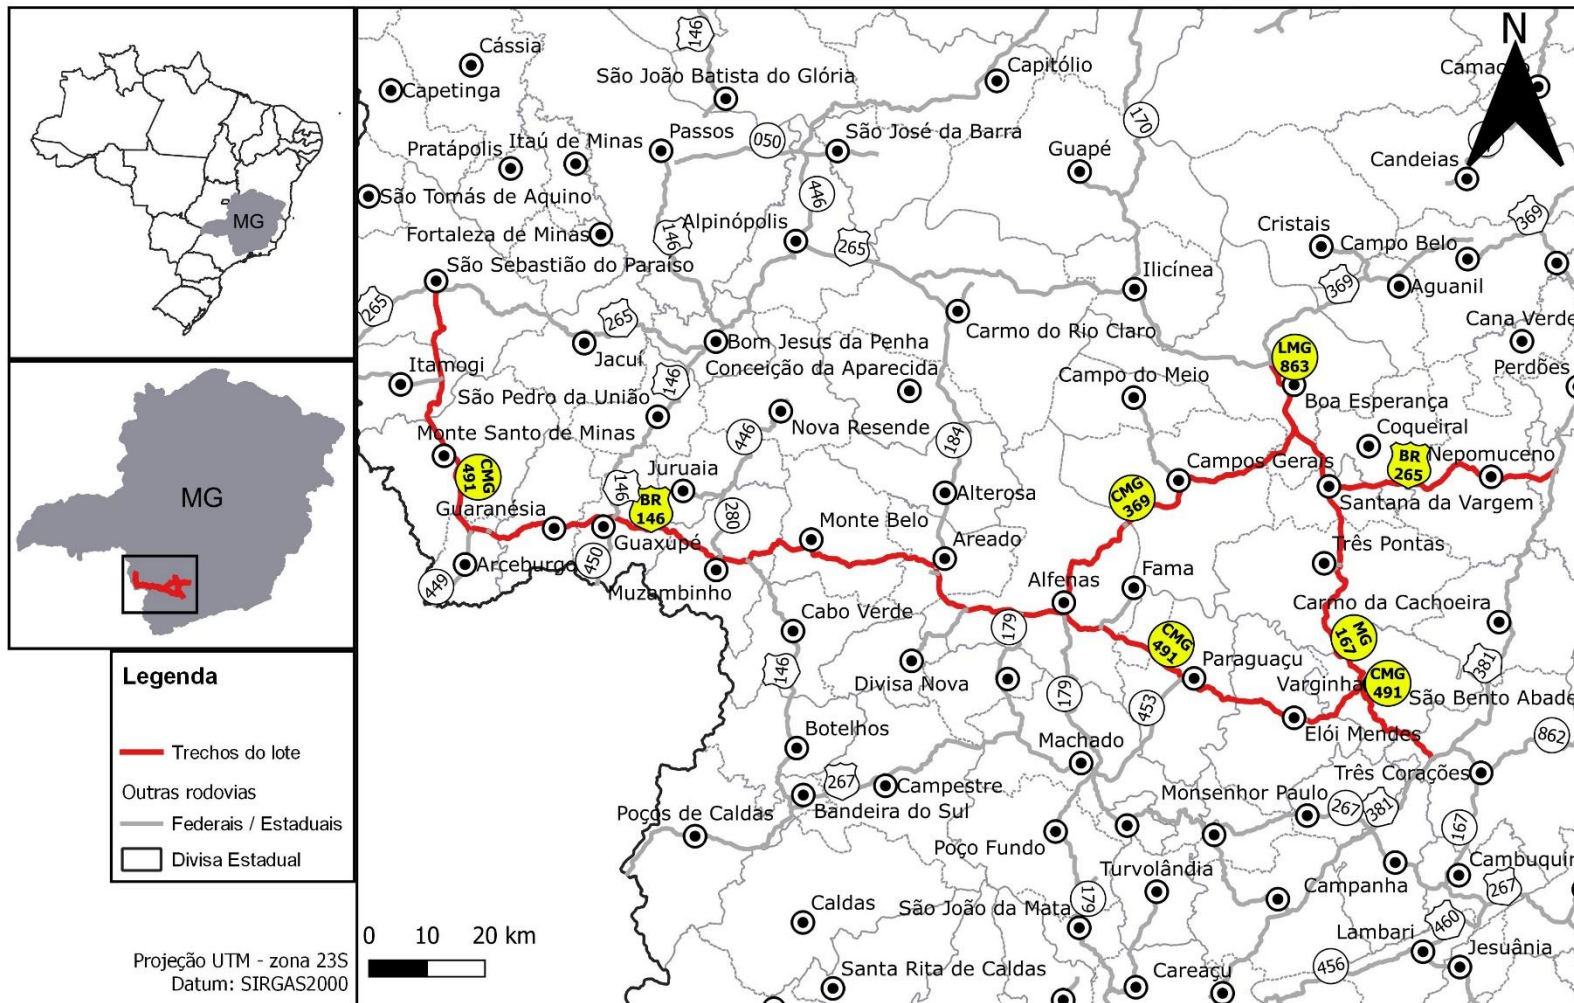 MG
MG
Legenda
Trechos do lote
Outras rodovias
Federais / Estaduais
Divisa Estadual
Projeção UTM - zona 23S
Datum: SIRGAS2000
N
146
Cássia
Capitólio
Capetinga
São João Batista do Glória
170
Passos
050
São José da Barra
Itaú de Minas
Pratápolis
Guapé
Candeias
São Tomás de Aquino
446
Fortaleza de Minas
146
Alpinópolis
265
369
Cristais
Campo Belo
São Sebastião do Paraiso
Ilicínea
369
Aguanil
265
265
Carmo do Rio Claro
Cana Verde
Jacuí
Bom Jesus da Penha
LMG
863
Itamogi
146
Conceição da Aparecida
Campo do Meio
Perdões
São Pedro da União
Boa Esperança
Monte Santo de Minas
446
Nova Resende
184
Coqueiral
CMG
491
146
Juruaia
BR
146
Campos Gerais
BR
265
Nepomuceno
CMG
369
Alterosa
Santana da Vargem
Guaranésia
280
Monte Belo
Guaxupé
Areado
Três Pontas
449
Arceburgo
450
Muzambinho
Alfenas
Fama
Cabo Verde
179
Carmo da Cachoeira
CMG
491
MG
167
146
Divisa Nova
Paraguaçu
381
179
453
Varginha
CMG
491
São Bento Abade
Botelhos
Elói Mendes
862
Machado
267
Campestre
Três Corações
Monsenhor Paulo
Bandeira do Sul
267
381
167
Poços de Caldas
Poço Fundo
Turvolândia
Campanha
267
179
Caldas
São João da Mata
460
Lambari
0 10 20 km
456
Jesuânia
Santa Rita de Caldas
Careaçu